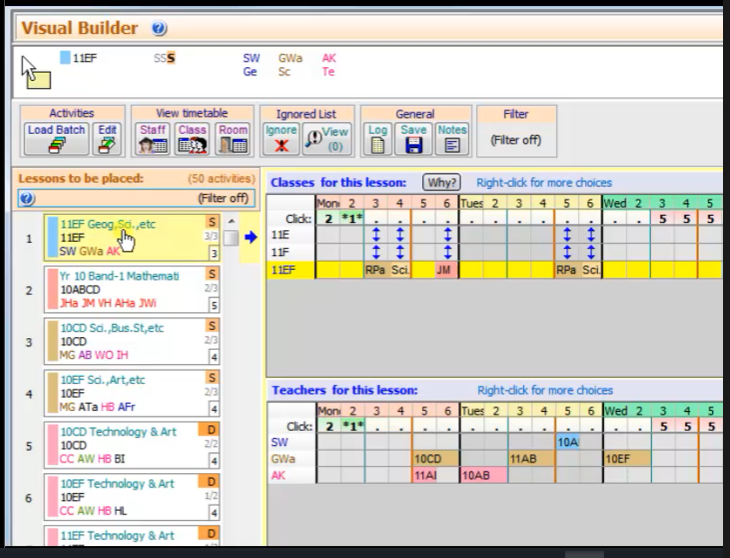 Visual Builder
11EF SSS SW GWa AK
Ge Sc Te
Activities View timetable Ignored List General Filter
Load Batch Edit Staff Class Room Ignore View (0) Log Save Notes (Filter off)
Lessons to be placed: (50 activities)
(Filter off)
1 11EF Geog,Sci.,etc S
11EF 3/3
SW GWa AK 3
2 Yr 10 Band-1 Mathemati S
10ABCD 2/3
JHa JM VH AHa JWi 5
3 10CD Sci.,Bus.St,etc S
10CD 2/3
MG AB WO IH 4
4 10EF Sci.,Art,etc S
10EF 2/3
MG ATa HB AFr 4
5 10CD Technology & Art D
10CD 2/2
CC AW HB BI 4
6 10EF Technology & Art D
10EF 1/2
CC AW HB HL 4
11EF Technology & Art D
Classes for this lesson: Why? Right-click for more choices
Mon 2 3 4 5 6 Tues 2 3 4 5 6 Wed 2 3 4 5
Click: 2 *1* . . . . . . . . . . . . 5 5 5
11E
11F
11EF RPa Sci. JM RPa Sci.
Teachers for this lesson: Right-click for more choices
Mon 2 3 4 5 6 Tues 2 3 4 5 6 Wed 2 3 4 5
Click: 2 *1* . . . . . . . . . . . . 5 5 5
SW 10A
GWa 10CD 11AB 10EF
AK 11Al 10AB